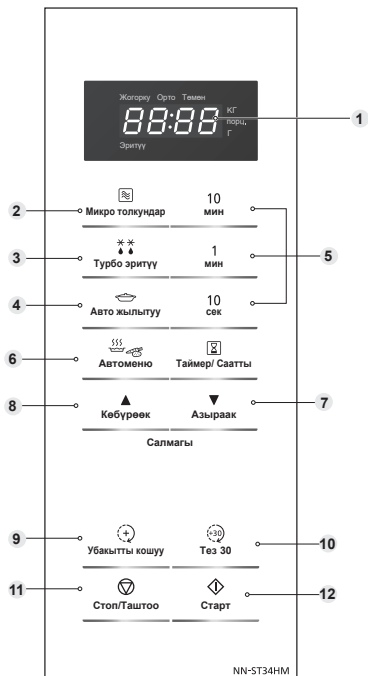 Жогорку Орто Төмен
КГ
88:88
порц.
Г
Эритүү
1
Микро толкундар
10
мин
2
Турбо эритүү
1
мин
3
5
Авто жылытуу
10
сек
4
Автоменю
Таймер/ Саатты
6
▲
▼
8
7
Көбүрөөк
Азыраак
Салмагы
9
+
+30
10
Убакытты кошуу
Тез 30
11
12
Стоп/Таштоо
Старт
NN-ST34HM